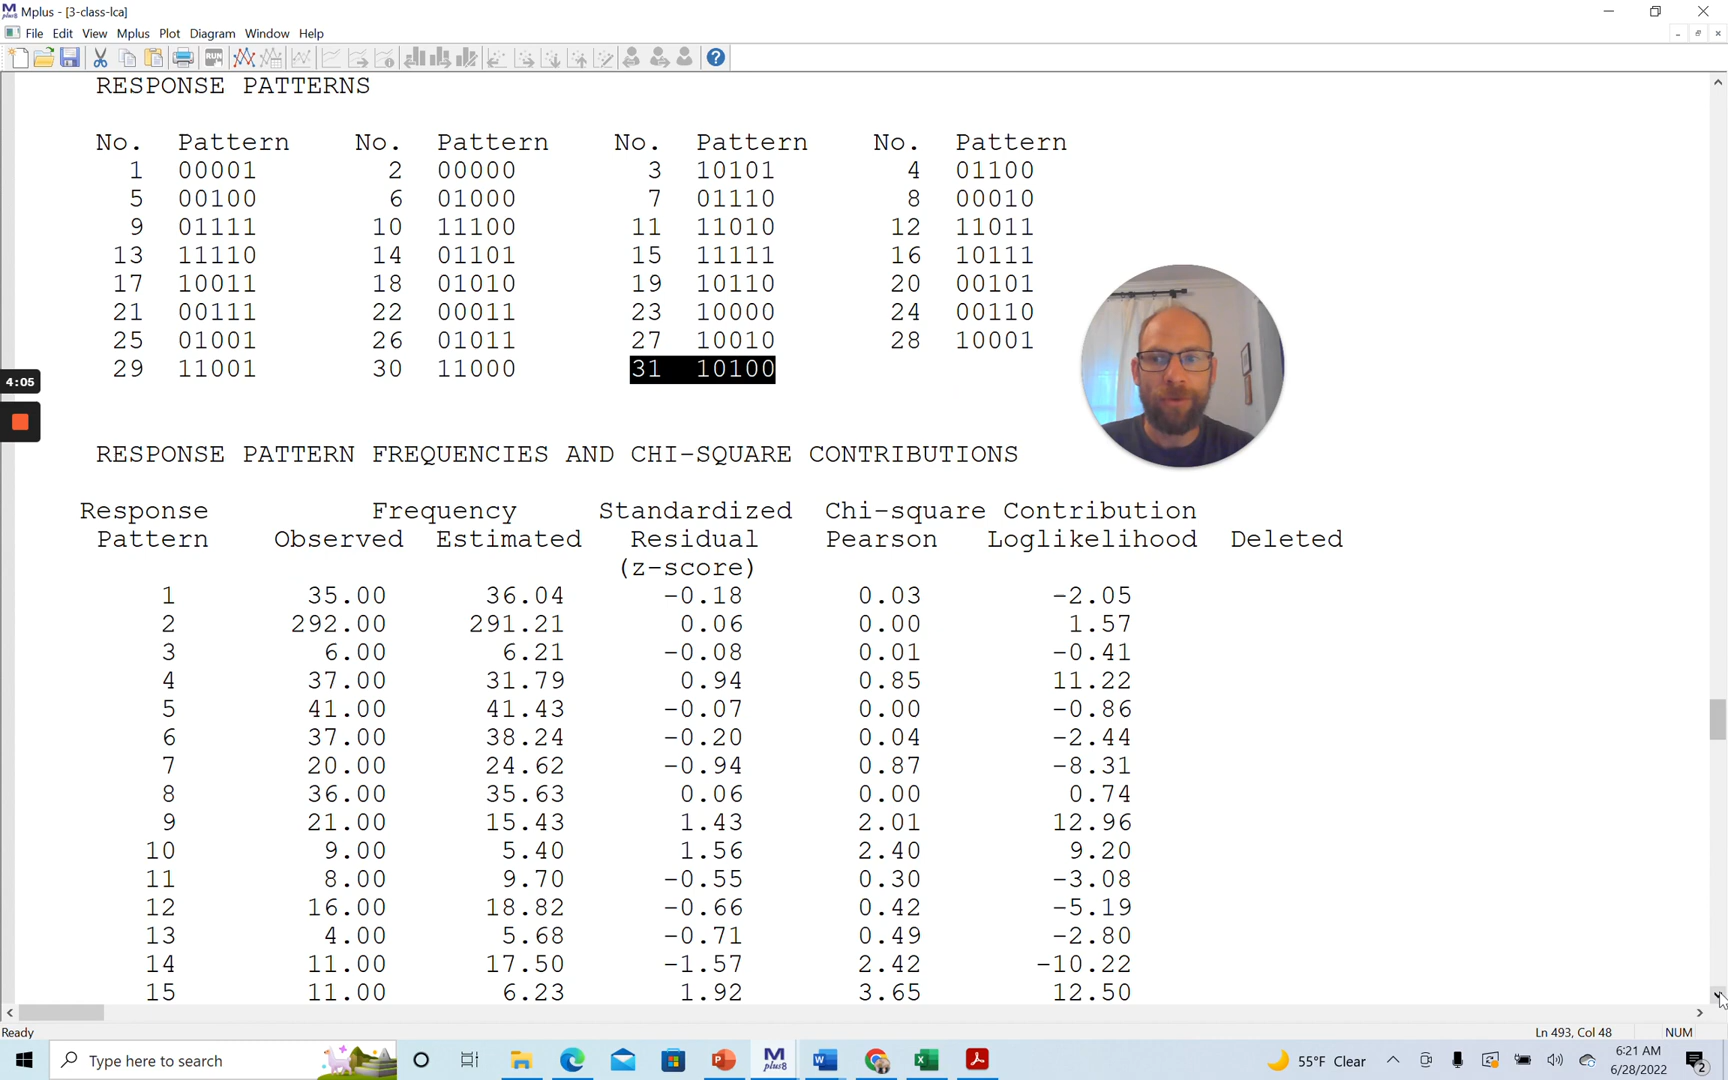 Mplus - [3-class-lca]
File Edit View Mplus Plot Diagram Window Help
RUN
RESPONSE PATTERNS
No. Pattern No. Pattern No. Pattern No. Pattern
1 00001 2 00000 3 10101 4 01100
5 00100 6 01000 7 01110 8 00010
9 01111 10 11100 11 11010 12 11011
13 11110 14 01101 15 11111 16 10111
17 10011 18 01010 19 10110 20 00101
21 00111 22 00011 23 10000 24 00110
25 01001 26 01011 27 10010 28 10001
29 11001 30 11000 31 10100
4:05
RESPONSE PATTERN FREQUENCIES AND CHI-SQUARE CONTRIBUTIONS
Response Frequency Standardized Chi-square Contribution
Pattern Observed Estimated Residual Pearson Loglikelihood Deleted
(z-score)
1 35.00 36.04 -0.18 0.03 -2.05
2 292.00 291.21 0.06 0.00 1.57
3 6.00 6.21 -0.08 0.01 -0.41
4 37.00 31.79 0.94 0.85 11.22
5 41.00 41.43 -0.07 0.00 -0.86
6 37.00 38.24 -0.20 0.04 -2.44
7 20.00 24.62 -0.94 0.87 -8.31
8 36.00 35.63 0.06 0.00 0.74
9 21.00 15.43 1.43 2.01 12.96
10 9.00 5.40 1.56 2.40 9.20
11 8.00 9.70 -0.55 0.30 -3.08
12 16.00 18.82 -0.66 0.42 -5.19
13 4.00 5.68 -0.71 0.49 -2.80
14 11.00 17.50 -1.57 2.42 -10.22
15 11.00 6.23 1.92 3.65 12.50
Ready Ln 493, Col 48 NUM
Type here to search 55°F Clear 6:21 AM
6/28/2022 2